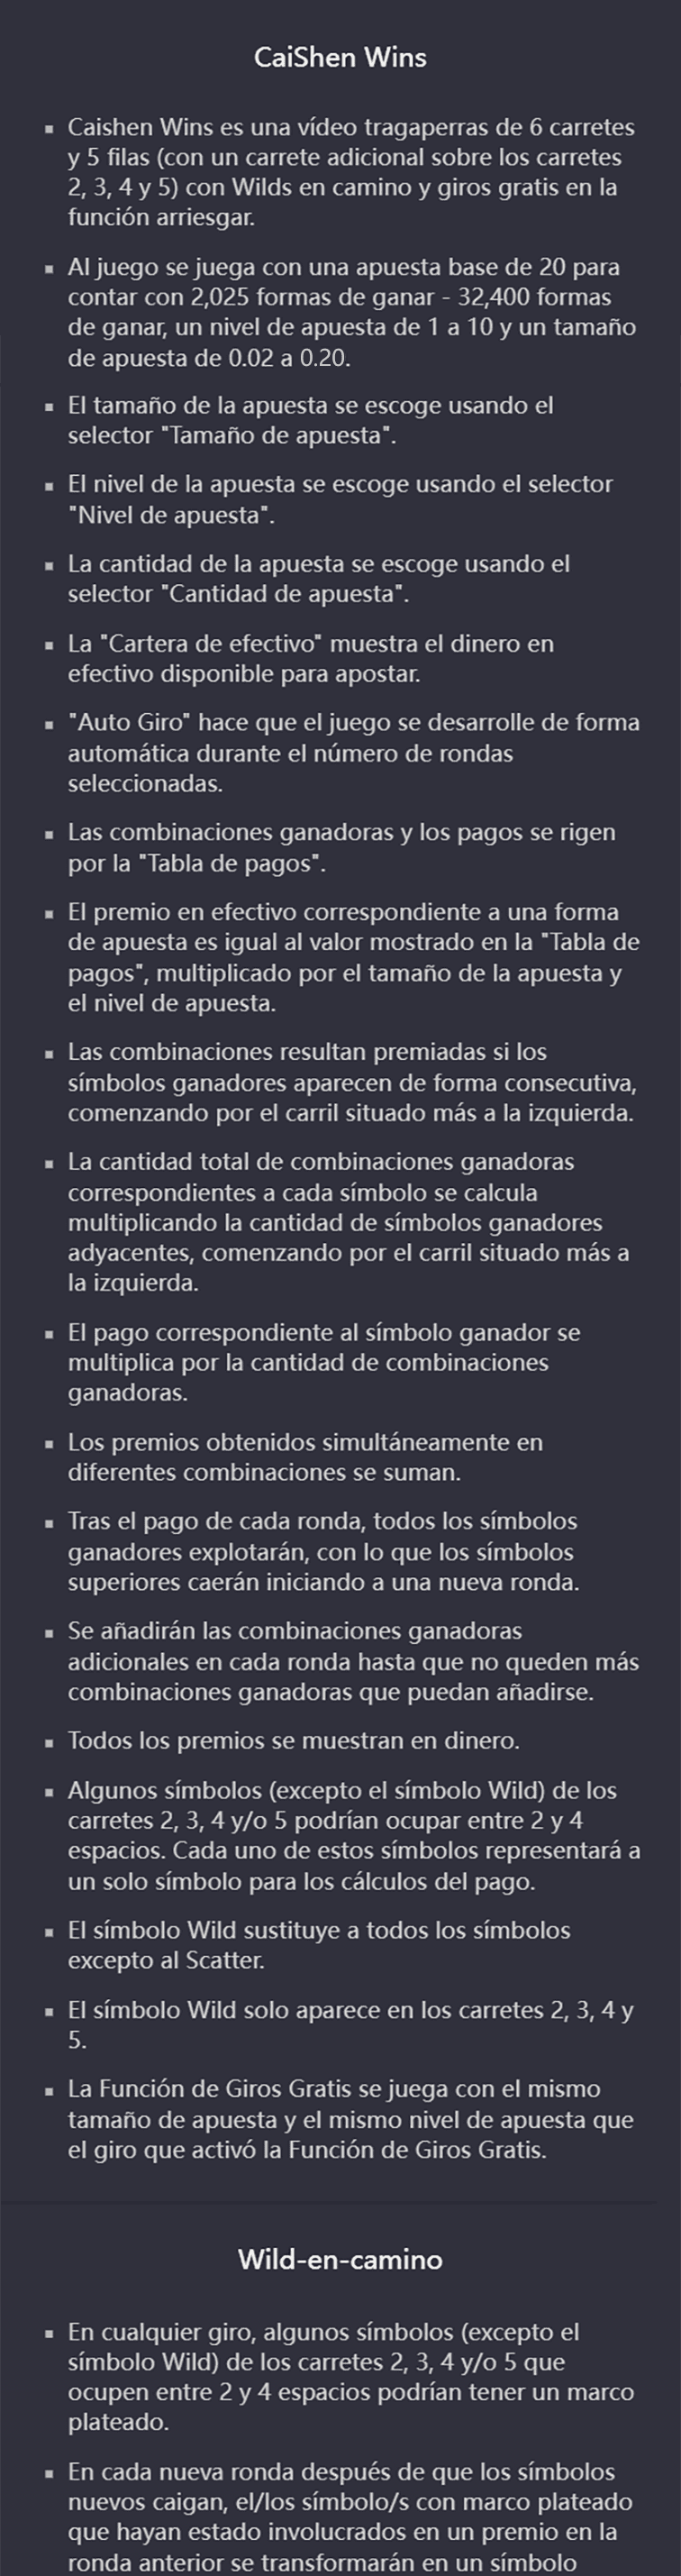 CaiShen Wins
▪ Caishen Wins es una vídeo tragaperras de 6 carretes
y 5 filas (con un carrete adicional sobre los carretes
2, 3, 4 y 5) con Wilds en camino y giros gratis en la
función arriesgar.
▪ Al juego se juega con una apuesta base de 20 para
contar con 2,025 formas de ganar - 32,400 formas
de ganar, un nivel de apuesta de 1 a 10 y un tamaño
de apuesta de 0.02 a 0.20.
▪ El tamaño de la apuesta se escoge usando el
selector "Tamaño de apuesta".
▪ El nivel de la apuesta se escoge usando el selector
"Nivel de apuesta".
▪ La cantidad de la apuesta se escoge usando el
selector "Cantidad de apuesta".
▪ La "Cartera de efectivo" muestra el dinero en
efectivo disponible para apostar.
▪ "Auto Giro" hace que el juego se desarrolle de forma
automática durante el número de rondas
seleccionadas.
▪ Las combinaciones ganadoras y los pagos se rigen
por la "Tabla de pagos".
▪ El premio en efectivo correspondiente a una forma
de apuesta es igual al valor mostrado en la "Tabla de
pagos", multiplicado por el tamaño de la apuesta y
el nivel de apuesta.
▪ Las combinaciones resultan premiadas si los
símbolos ganadores aparecen de forma consecutiva,
comenzando por el carril situado más a la izquierda.
▪ La cantidad total de combinaciones ganadoras
correspondientes a cada símbolo se calcula
multiplicando la cantidad de símbolos ganadores
adyacentes, comenzando por el carril situado más a
la izquierda.
▪ El pago correspondiente al símbolo ganador se
multiplica por la cantidad de combinaciones
ganadoras.
▪ Los premios obtenidos simultáneamente en
diferentes combinaciones se suman.
▪ Tras el pago de cada ronda, todos los símbolos
ganadores explotarán, con lo que los símbolos
superiores caerán iniciando a una nueva ronda.
▪ Se añadirán las combinaciones ganadoras
adicionales en cada ronda hasta que no queden más
combinaciones ganadoras que puedan añadirse.
▪ Todos los premios se muestran en dinero.
▪ Algunos símbolos (excepto el símbolo Wild) de los
carretes 2, 3, 4 y/o 5 podrían ocupar entre 2 y 4
espacios. Cada uno de estos símbolos representará a
un solo símbolo para los cálculos del pago.
▪ El símbolo Wild sustituye a todos los símbolos
excepto al Scatter.
▪ El símbolo Wild solo aparece en los carretes 2, 3, 4 y
5.
▪ La Función de Giros Gratis se juega con el mismo
tamaño de apuesta y el mismo nivel de apuesta que
el giro que activó la Función de Giros Gratis.
Wild-en-camino
▪ En cualquier giro, algunos símbolos (excepto el
símbolo Wild) de los carretes 2, 3, 4 y/o 5 que
ocupen entre 2 y 4 espacios podrían tener un marco
plateado.
▪ En cada nueva ronda después de que los símbolos
nuevos caigan, el/los símbolo/s con marco plateado
que hayan estado involucrados en un premio en la
ronda anterior se transformarán en un símbolo